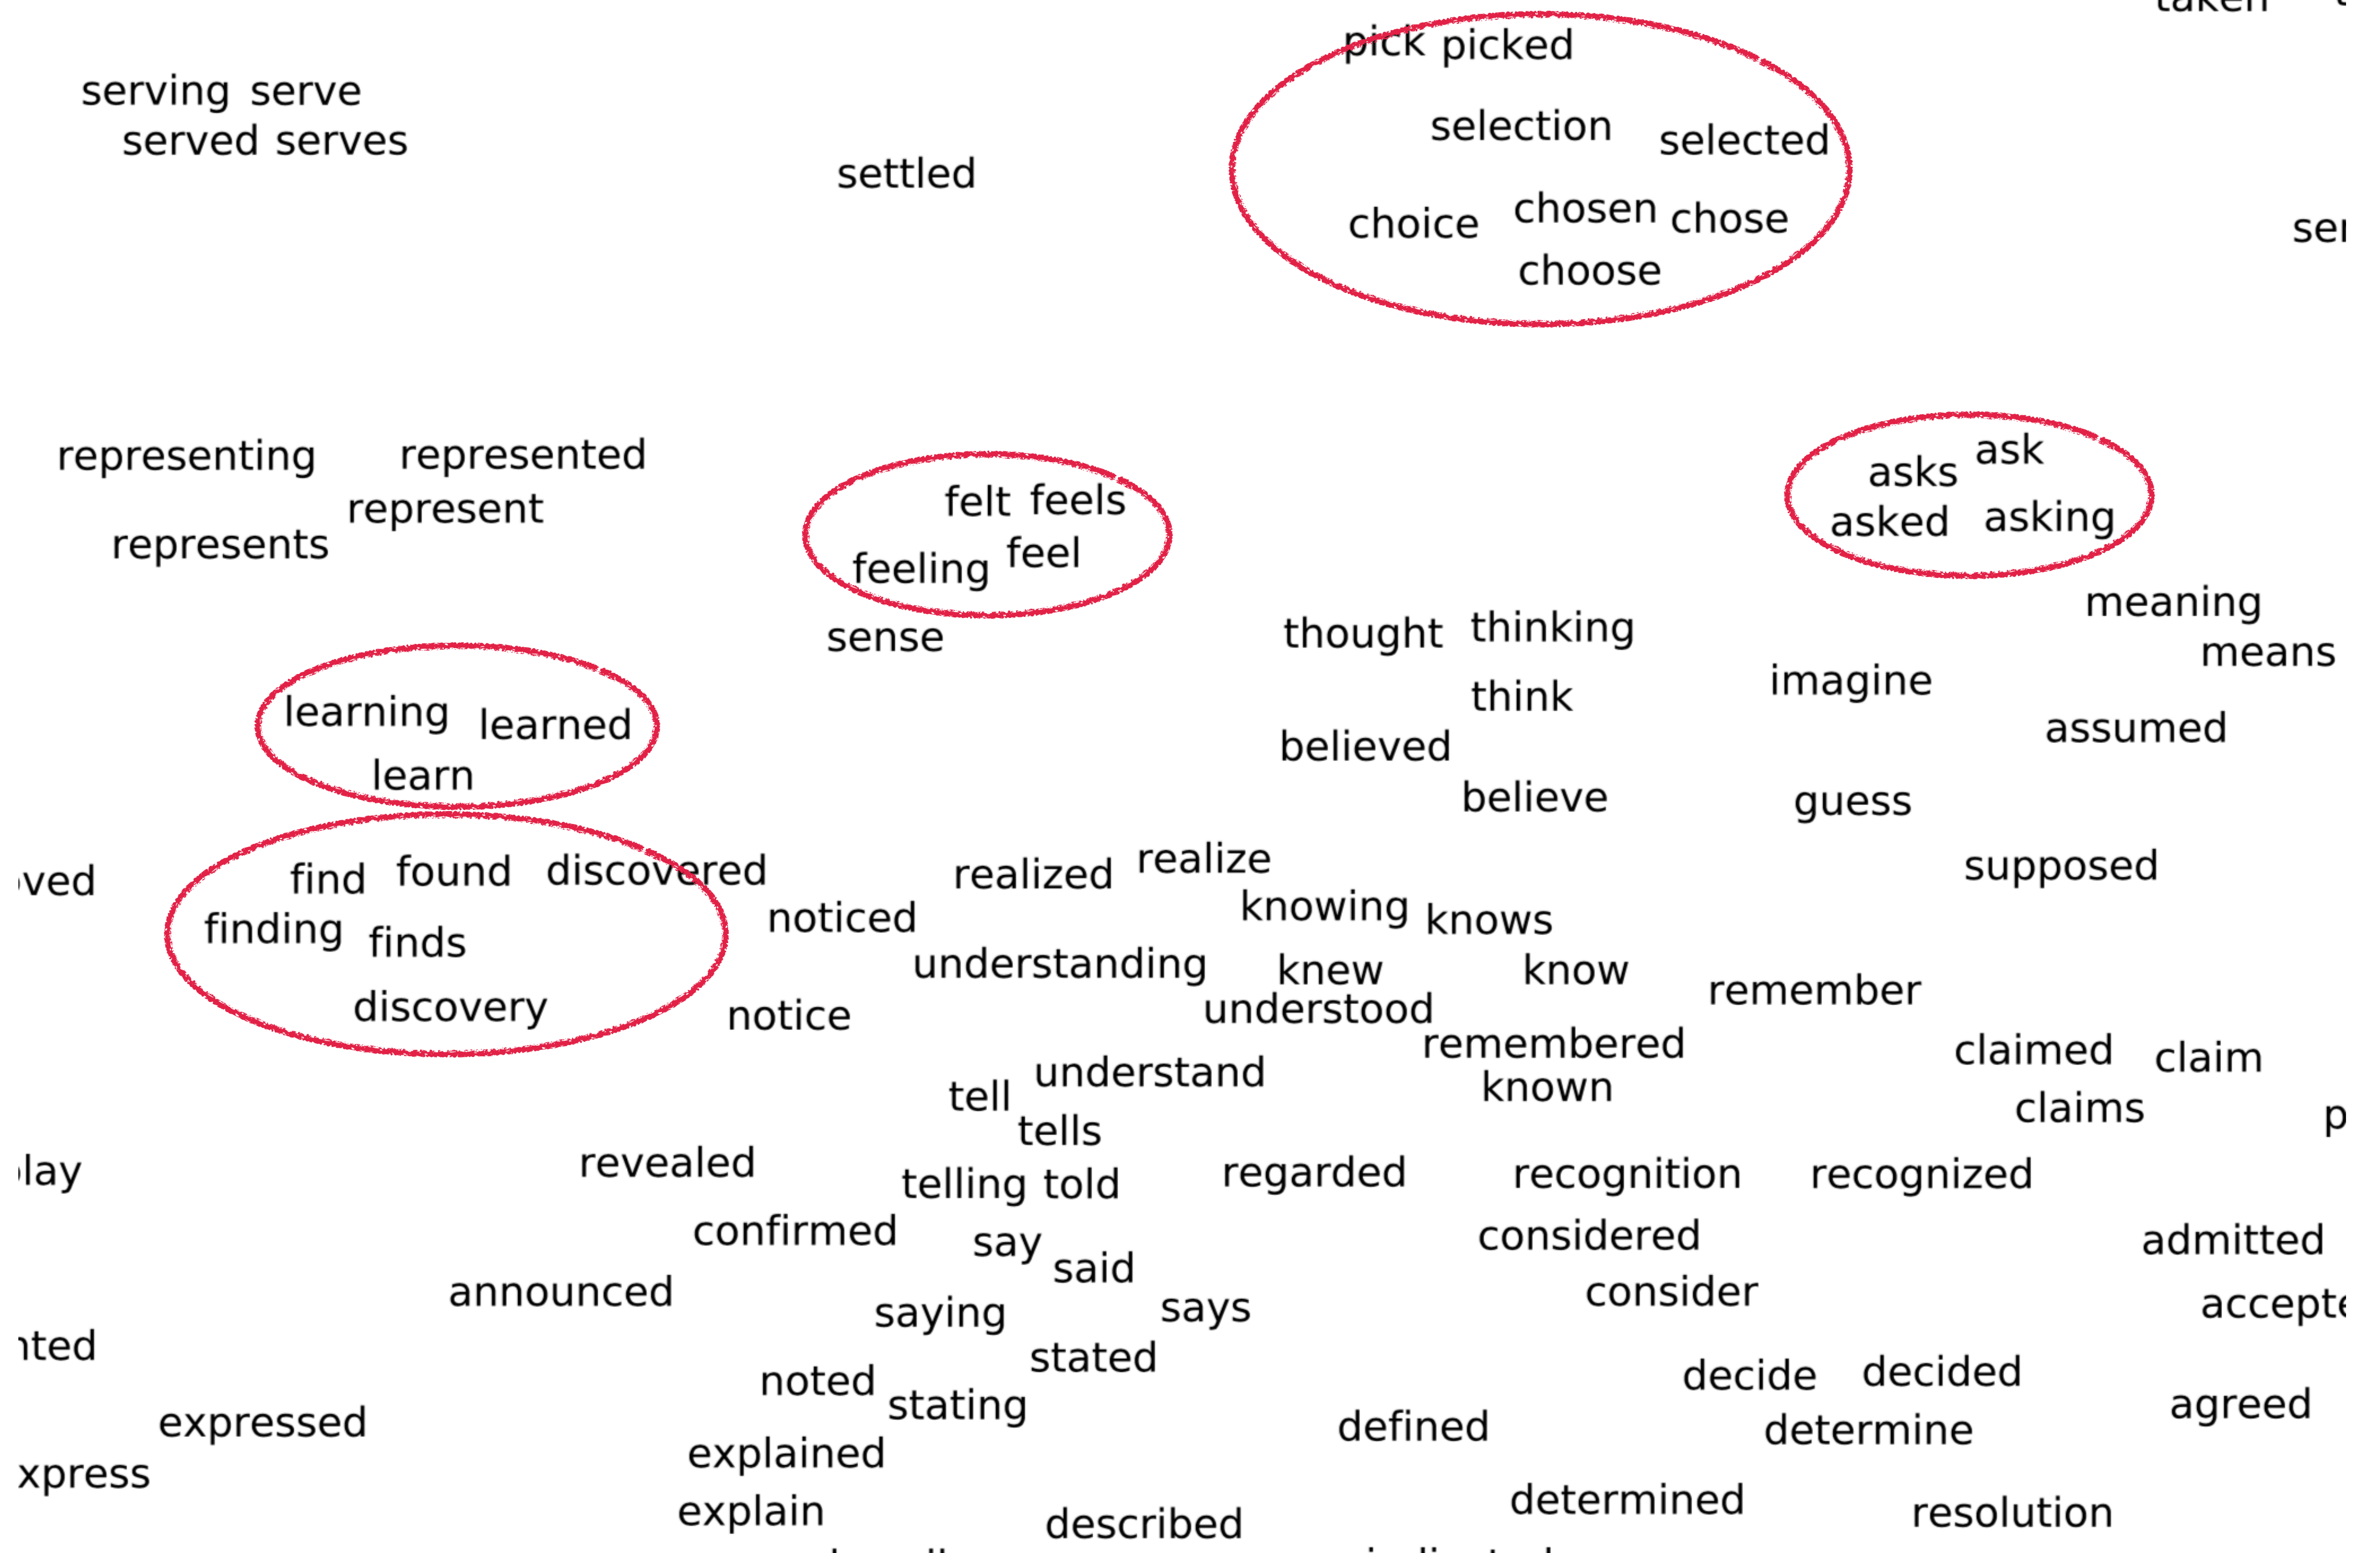 taken
pick picked
serving serve
served serves
selection selected
settled
choice chosen chose
choose
representing represented
represent
represents
felt feels
feeling feel
sense
asks ask
asked asking
meaning
means
thought thinking
think
imagine
assumed
learning learned
learn
believed
believe
guess
supposed
find found discovered
finding finds
discovery
realized realize
noticed
knowing knows
understanding knew know
notice
understood
remember
remembered
understand
known
claimed claim
claims
tell
tells
revealed
telling told
regarded
recognition recognized
confirmed
say
said
considered
admitted
announced
consider
saying
says
stated
noted
stating
decide decided
expressed
defined
determine
agreed
explained
explain
described
determined
resolution